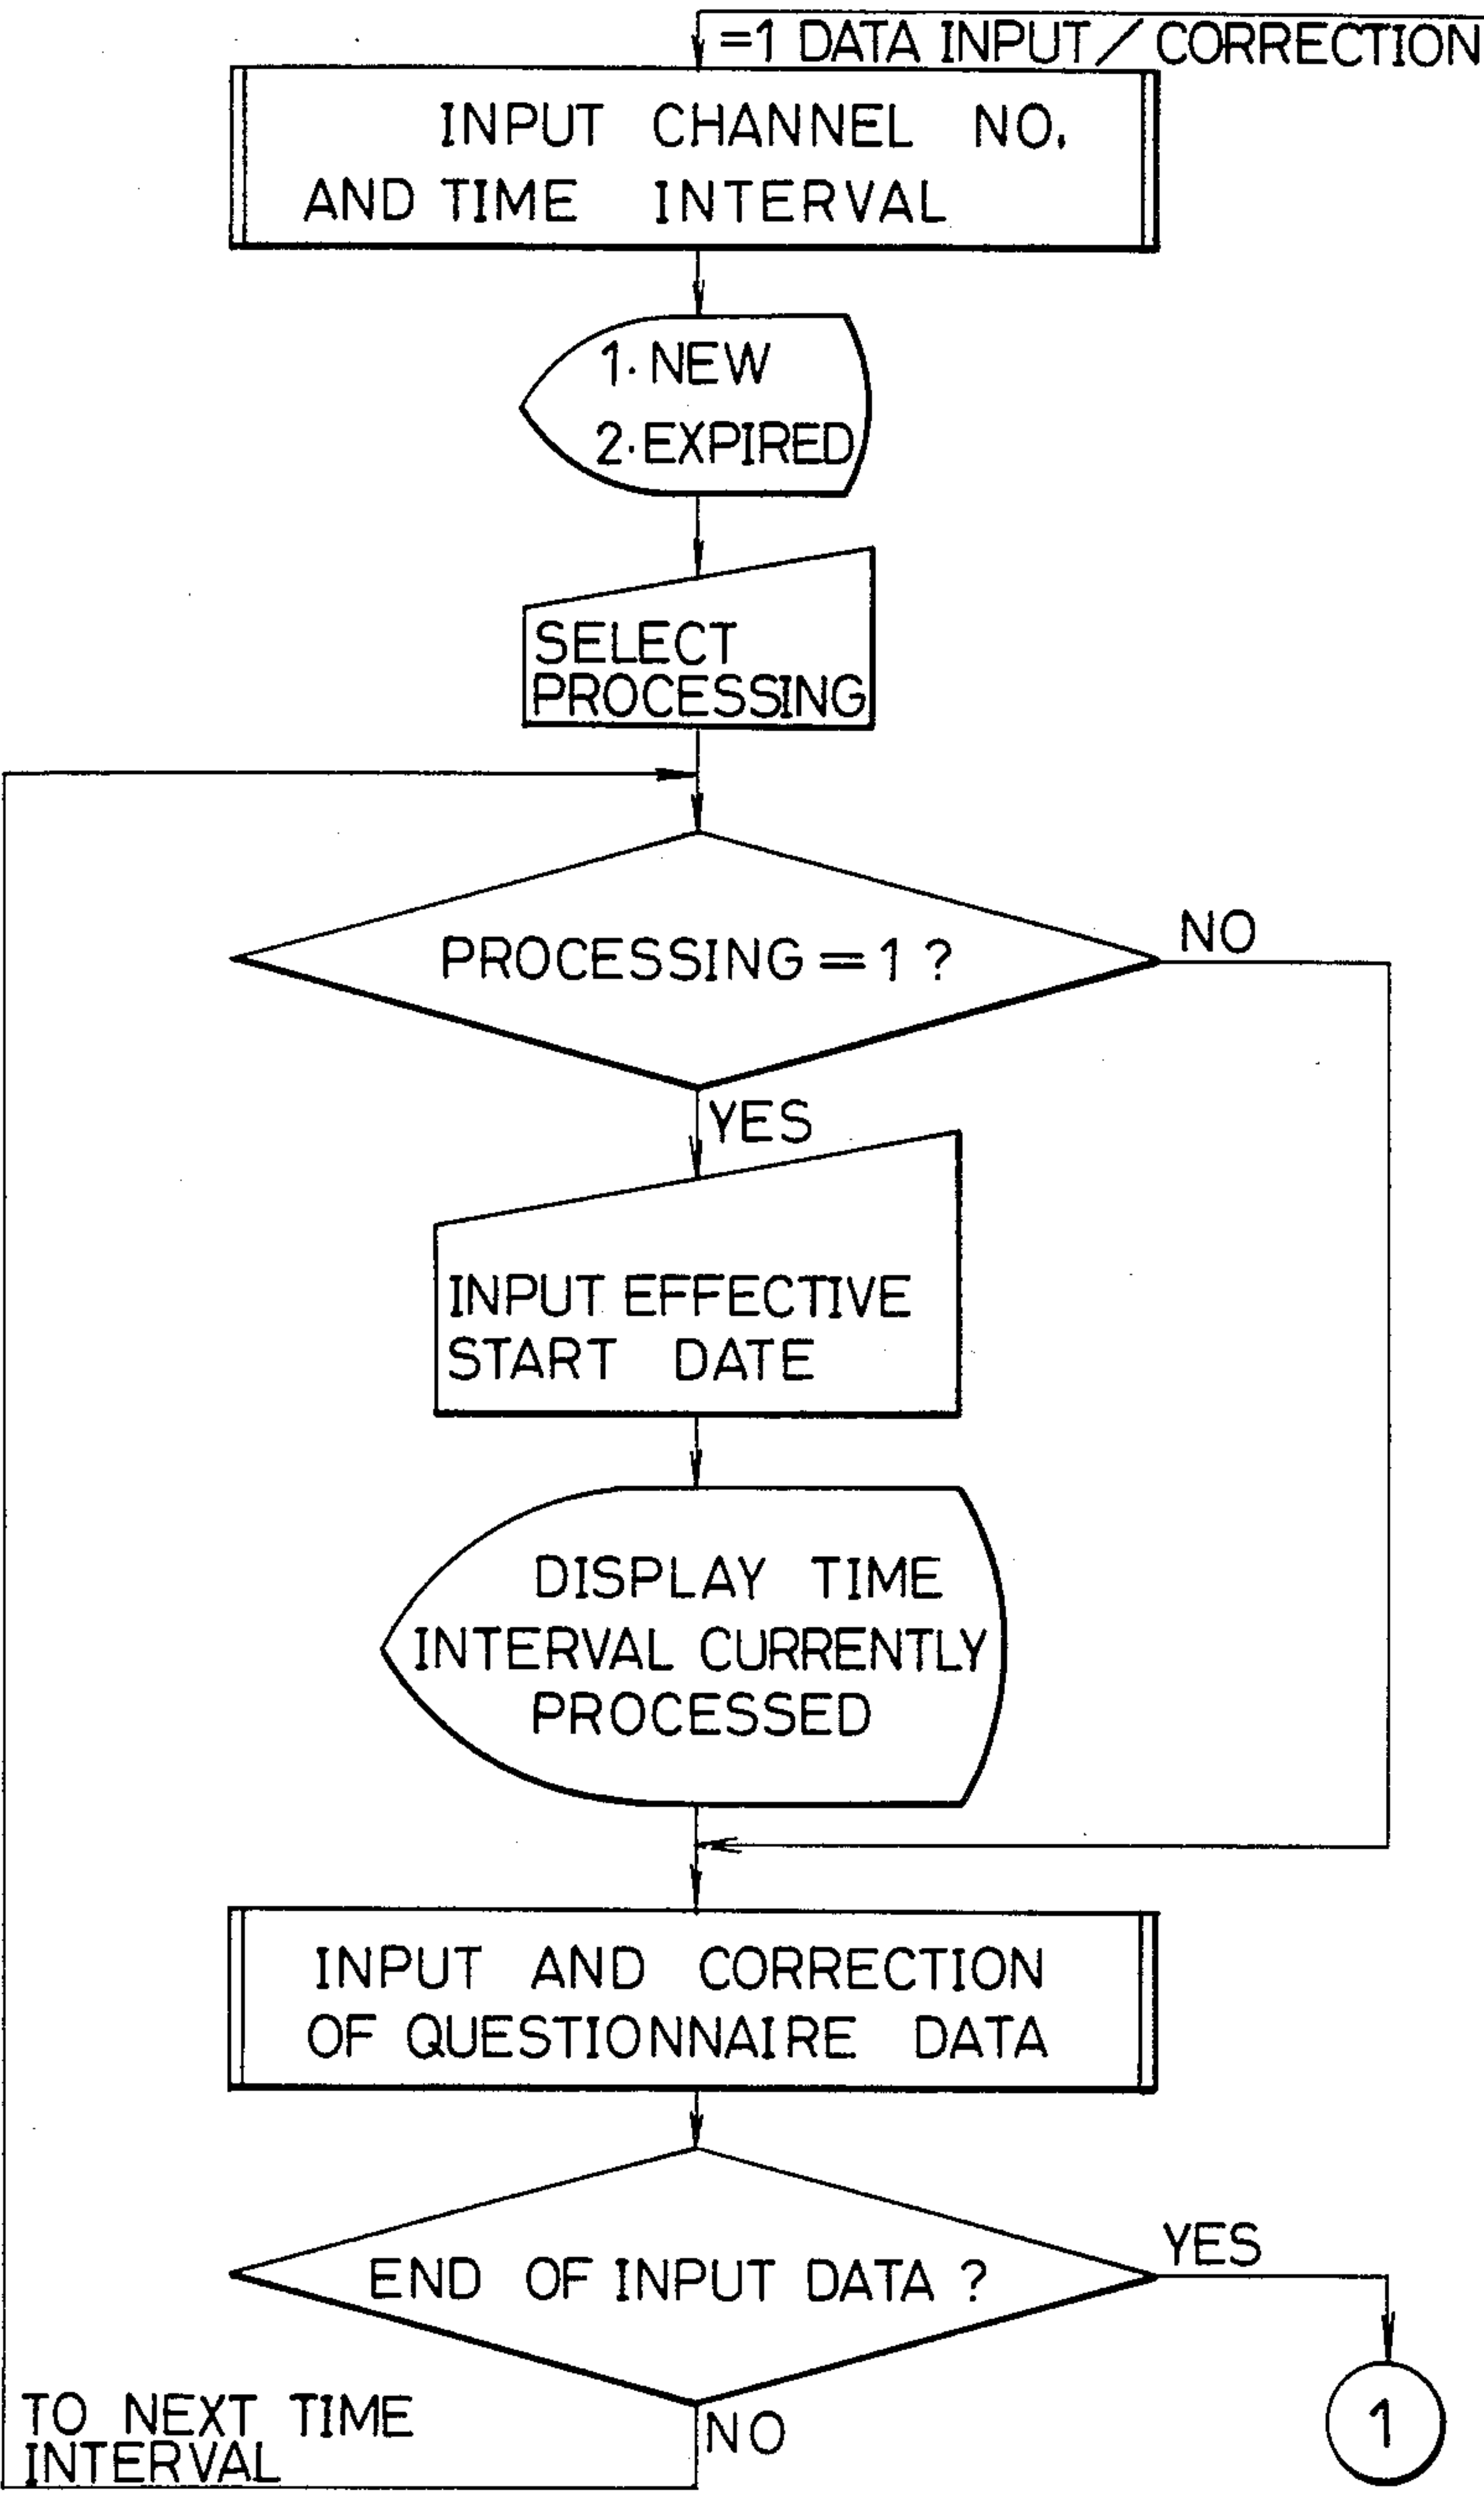 =1 DATA INPUT/CORRECTION
INPUT CHANNEL NO.
AND TIME INTERVAL
1. NEW
2. EXPIRED
SELECT
PROCESSING
PROCESSING=1?
NO
YES
INPUT EFFECTIVE
START DATE
DISPLAY TIME
INTERVAL CURRENTLY
PROCESSED
INPUT AND CORRECTION
OF QUESTIONNAIRE DATA
END OF INPUT DATA?
YES
TO NEXT TIME
INTERVAL
NO
1